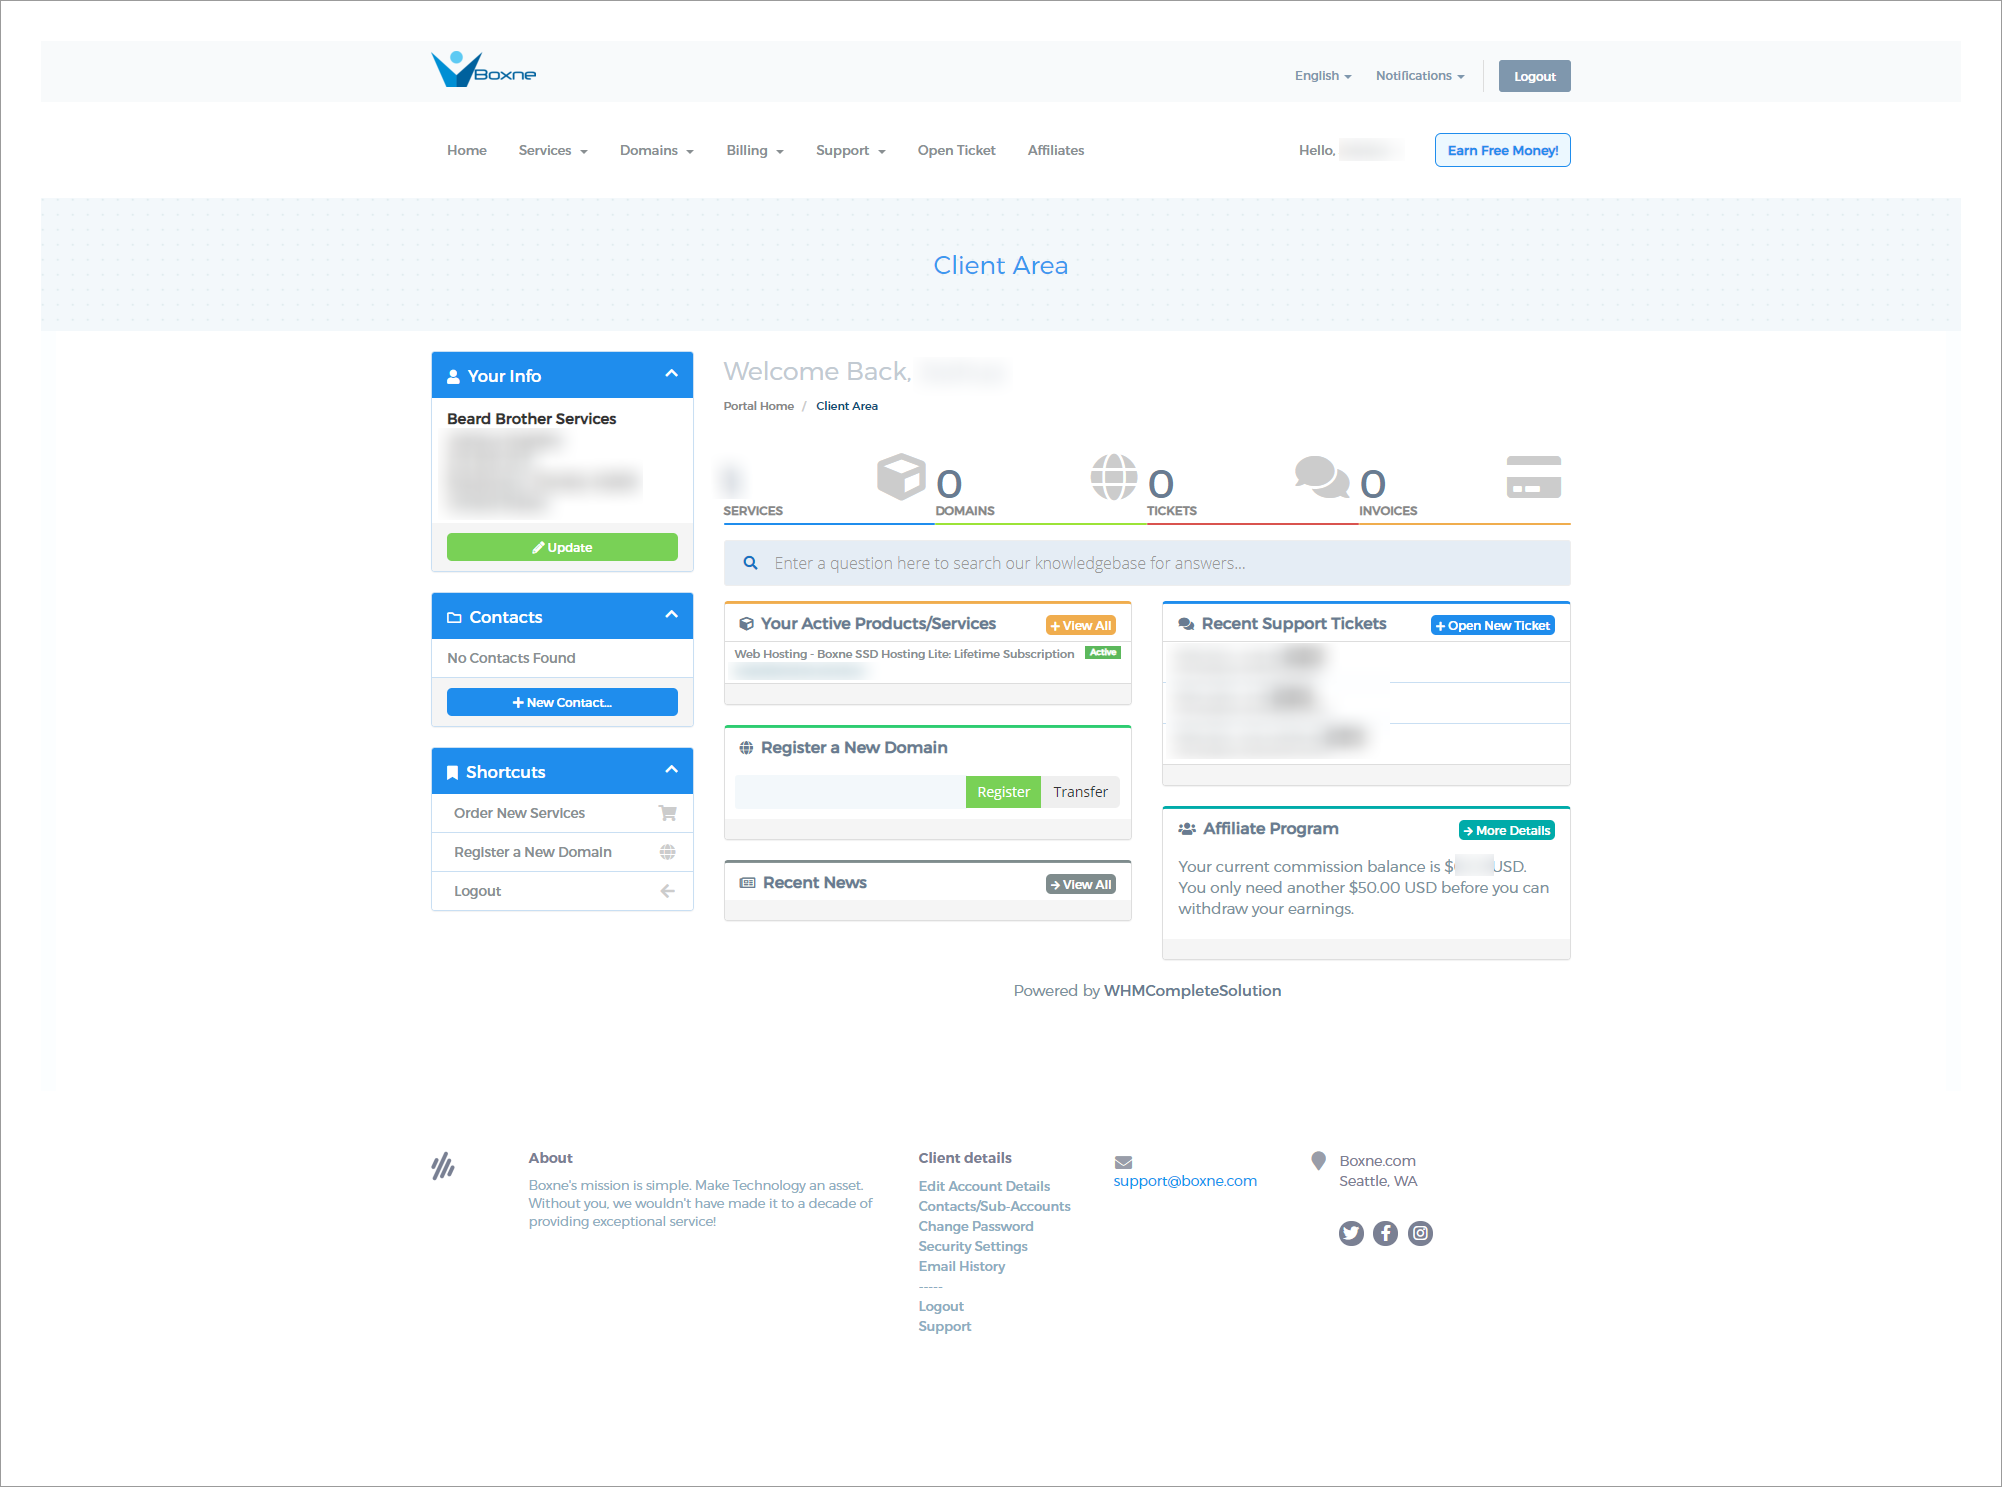 Boxne
English
Notifications
Logout
Home
Services
Domains
Billing
Support
Open Ticket
Affiliates
Hello,
Earn Free Money!
Client Area
Your Info
Beard Brother Services
Update
Contacts
No Contacts Found
New Contact...
Shortcuts
Order New Services
Register a New Domain
Logout
Welcome Back,
Portal Home / Client Area
SERVICES
0
DOMAINS
0
TICKETS
0
INVOICES
Enter a question here to search our knowledgebase for answers...
Your Active Products/Services
View All
Web Hosting - Boxne SSD Hosting Lite: Lifetime Subscription
Active
Register a New Domain
Register
Transfer
Recent News
View All
Recent Support Tickets
Open New Ticket
Affiliate Program
More Details
Your current commission balance is $ USD.
You only need another $50.00 USD before you can
withdraw your earnings.
Powered by WHMCompleteSolution
About
Boxne's mission is simple. Make Technology an asset.
Without you, we wouldn't have made it to a decade of
providing exceptional service!
Client details
Edit Account Details
Contacts/Sub-Accounts
Change Password
Security Settings
Email History
-----
Logout
Support
support@boxne.com
Boxne.com
Seattle, WA